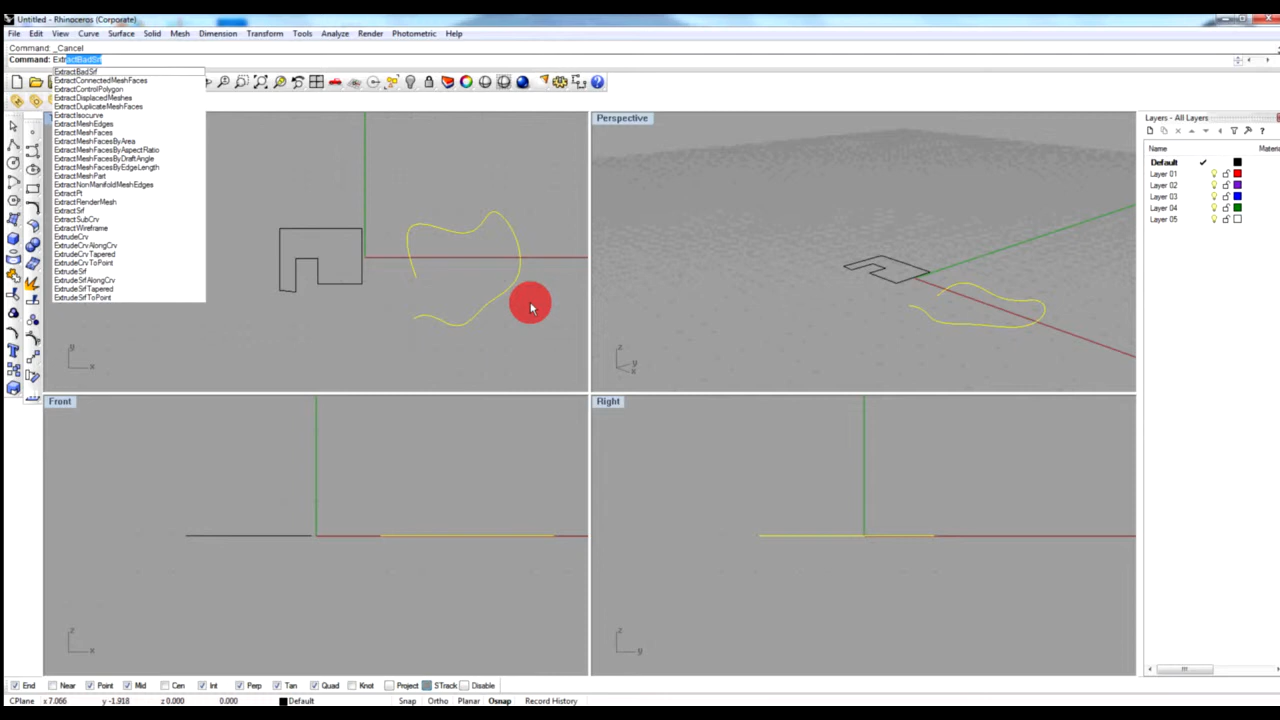 Untitled - Rhinoceros (Corporate)
File Edit View Curve Surface Solid Mesh Dimension Transform Tools Analyze Render Photometric Help
Command: _Cancel
Command: ExtractBadSrf
ExtractBadSrf
ExtractConnectedMeshFaces
ExtractControlPolygon
ExtractDisplacedMeshes
ExtractDuplicateMeshFaces
ExtractIsocurve
ExtractMeshEdges
ExtractMeshFaces
ExtractMeshFacesByArea
ExtractMeshFacesByAspectRatio
ExtractMeshFacesByDraftAngle
ExtractMeshFacesByEdgeLength
ExtractMeshPart
ExtractNonManifoldMeshEdges
ExtractPt
ExtractRenderMesh
ExtractSrf
ExtractSubCrv
ExtractWireframe
ExtrudeCrv
ExtrudeCrvAlongCrv
ExtrudeCrvTapered
ExtrudeCrvToPoint
ExtrudeSrf
ExtrudeSrfAlongCrv
ExtrudeSrfTapered
ExtrudeSrfToPoint
y
x
Perspective
z
y
x
Front
z
x
Right
z
y
Layers - All Layers
Name Materi
Default
Layer 01
Layer 02
Layer 03
Layer 04
Layer 05
End Near Point Mid Cen Int Perp Tan Quad Knot Project STrack Disable
CPlane x 7.066 y -1.918 z 0.000 0.000 Default Snap Ortho Planar Osnap Record History